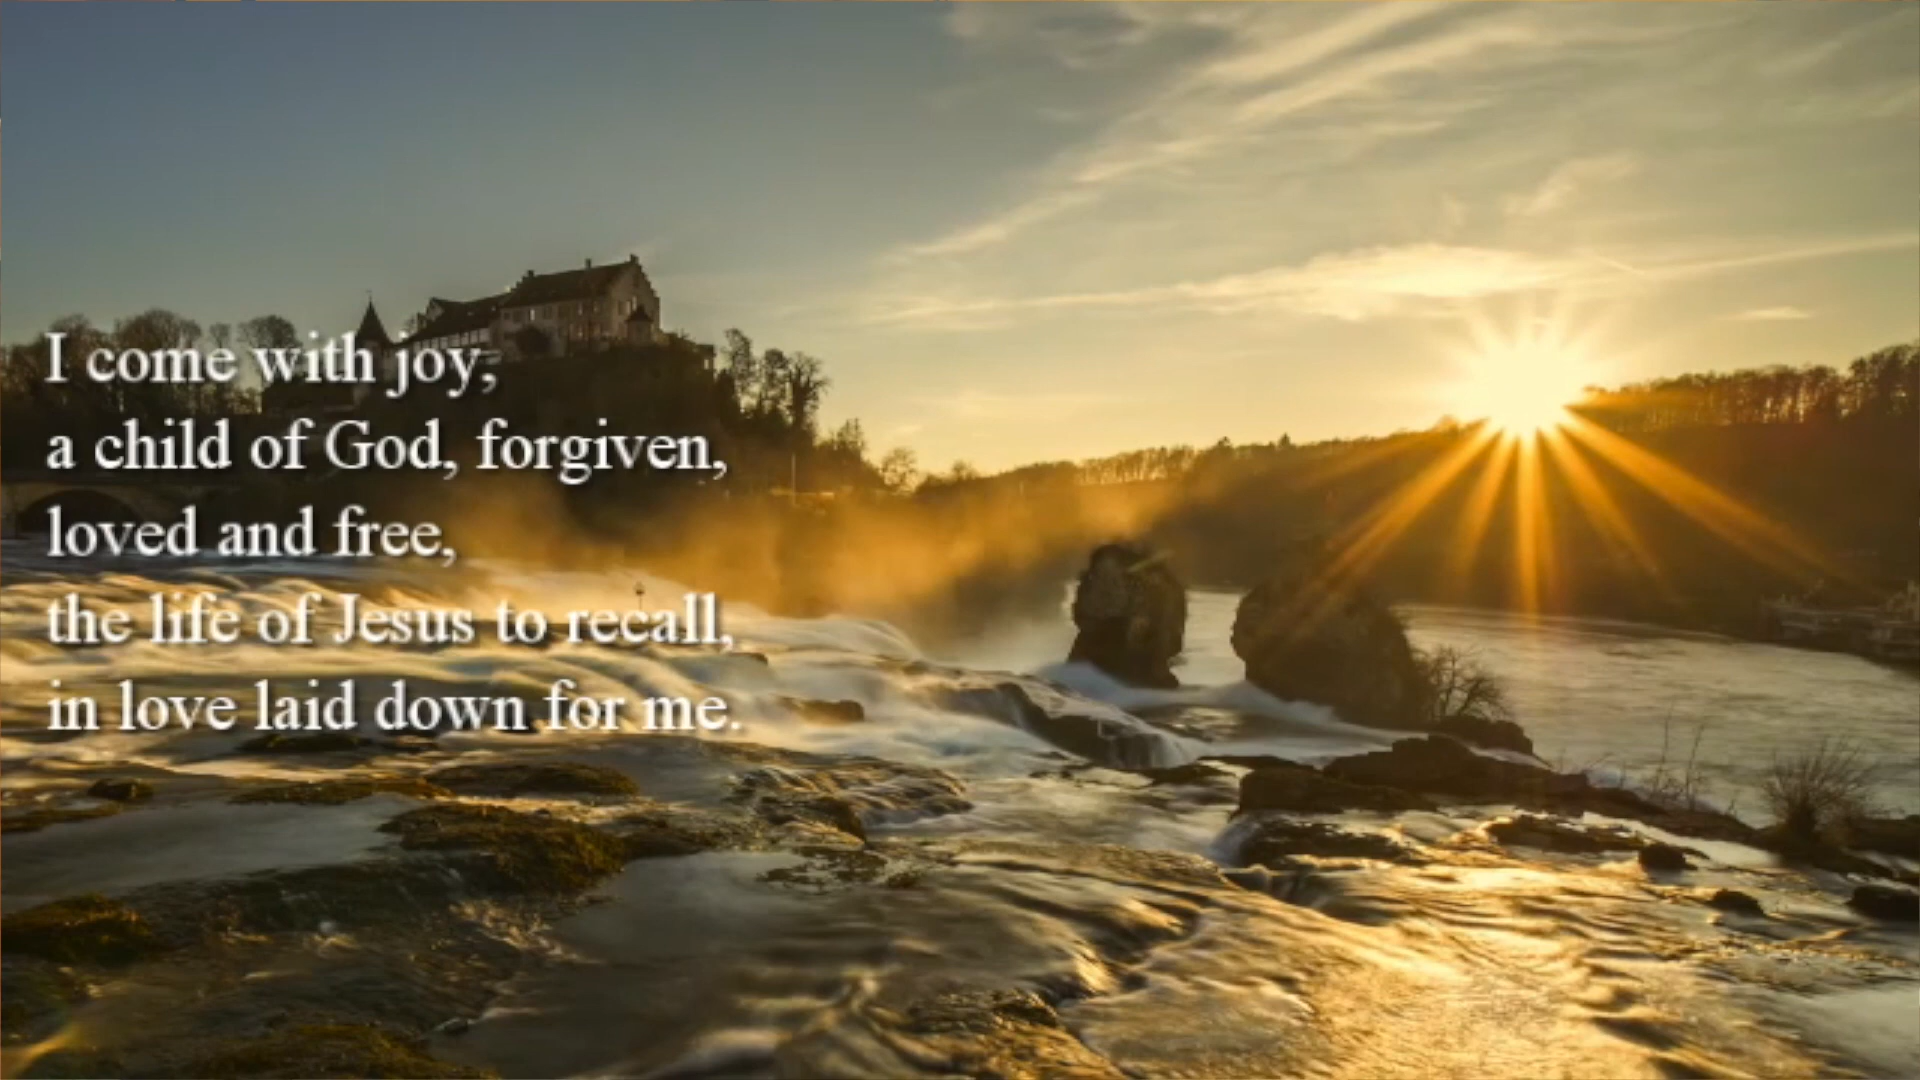 I come with joy,
a child of God, forgiven,
loved and free,
the life of Jesus to recall,
in love laid down for me.